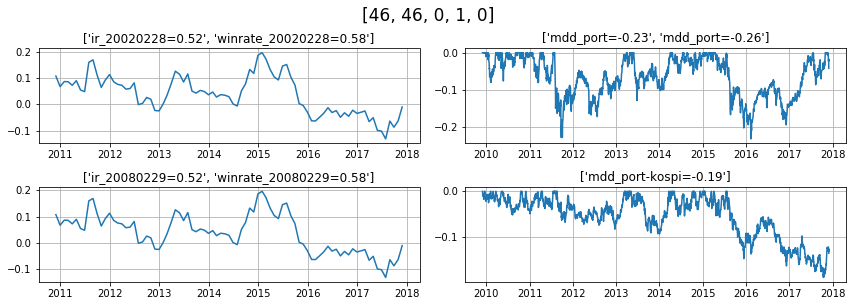 [46, 46, 0, 1, 0]
['ir_20020228=0.52', 'winrate_20020228=0.58']
0.2
0.1
0.0
−0.1
2011 2012 2013 2014 2015 2016 2017 2018
['mdd_port=-0.23', 'mdd_port=-0.26']
0.0
−0.1
−0.2
2010 2011 2012 2013 2014 2015 2016 2017 2018
['ir_20080229=0.52', 'winrate_20080229=0.58']
0.2
0.1
0.0
−0.1
2011 2012 2013 2014 2015 2016 2017 2018
['mdd_port-kospi=-0.19']
0.0
−0.1
2010 2011 2012 2013 2014 2015 2016 2017 2018